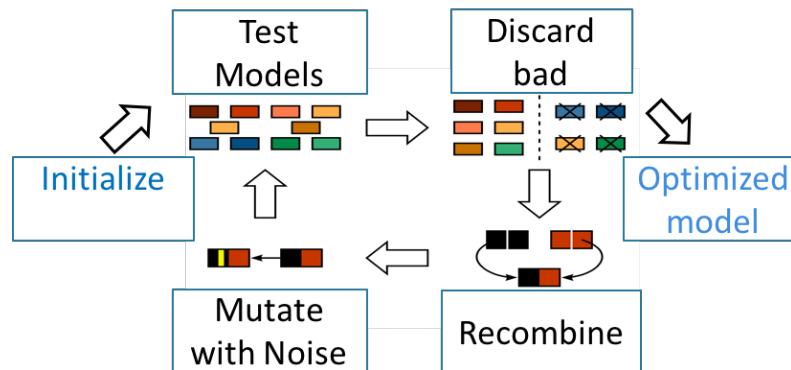 Test
Models
Discard
bad
Initialize
Optimized
model
Mutate
with Noise
Recombine